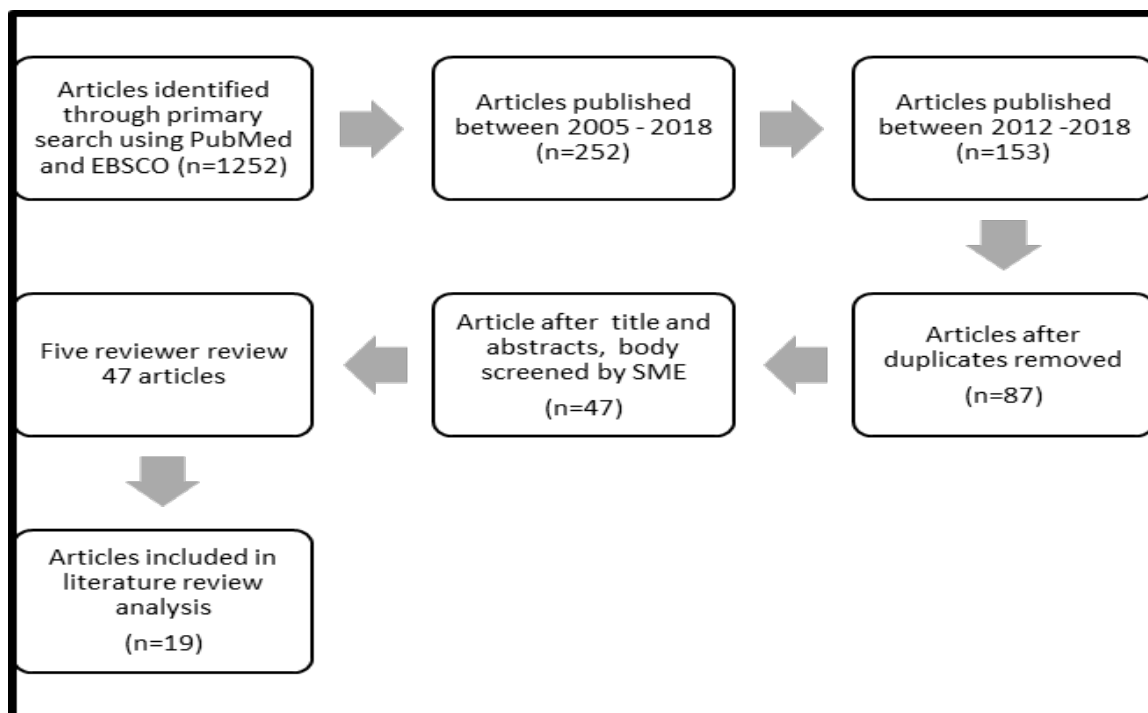 Articles identified
through primary
search using PubMed
and EBSCO (n=1252)
Articles published
between 2005 - 2018
(n=252)
Articles published
between 2012 -2018
(n=153)
Articles after
duplicates removed
(n=87)
Article after title and
abstracts, body
screened by SME
(n=47)
Five reviewer review
47 articles
Articles included in
literature review
analysis
(n=19)